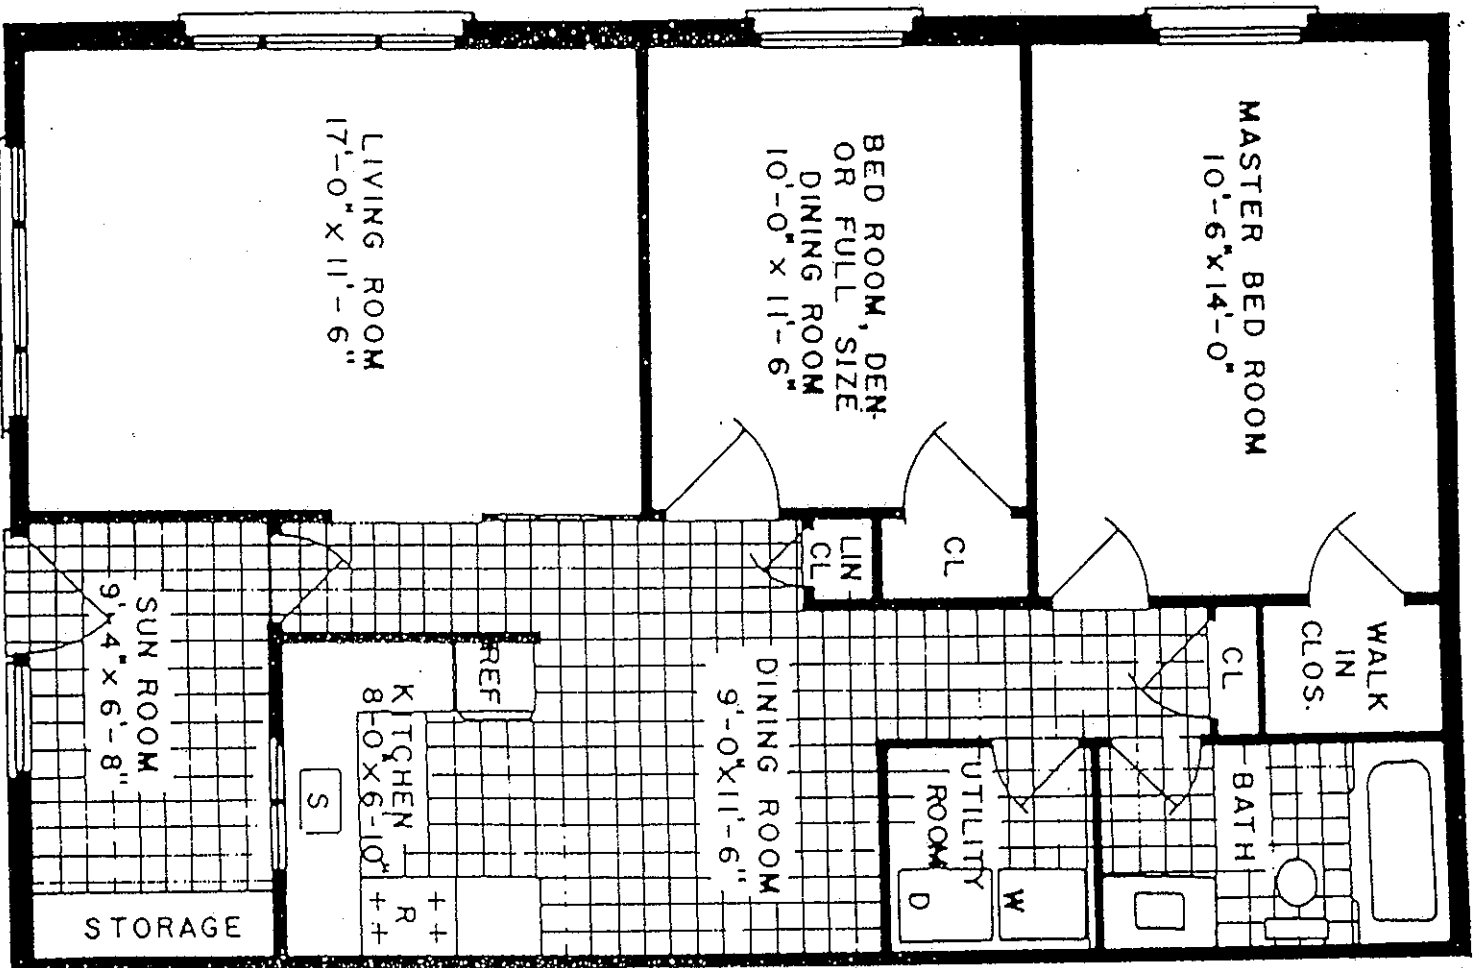 LIVING ROOM
17'-0" x 11'-6"
BED ROOM, DEN
OR FULL SIZE
DINING ROOM
10'-0" x 11'-6"
MASTER BED ROOM
10'-6" x 14'-0"
LIN
CL
CL
CL
WALK
IN
CLOS.
SUN ROOM
9'-4" x 6'-8"
STORAGE
KITCHEN
8-0 x 6-10"
REF
S
R
DINING ROOM
9'-0" x 11'-6"
UTILITY
ROOM
W
D
BATH